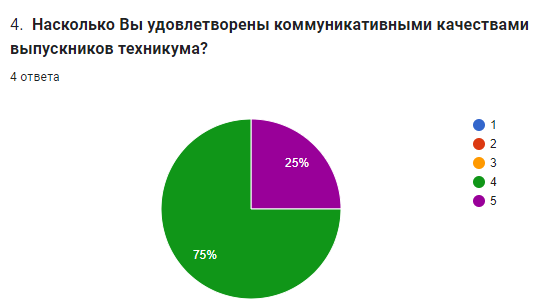 4. Насколько Вы удовлетворены коммуникативными качествами
выпускников техникума?
4 ответа
25%
75%
1
2
3
4
5